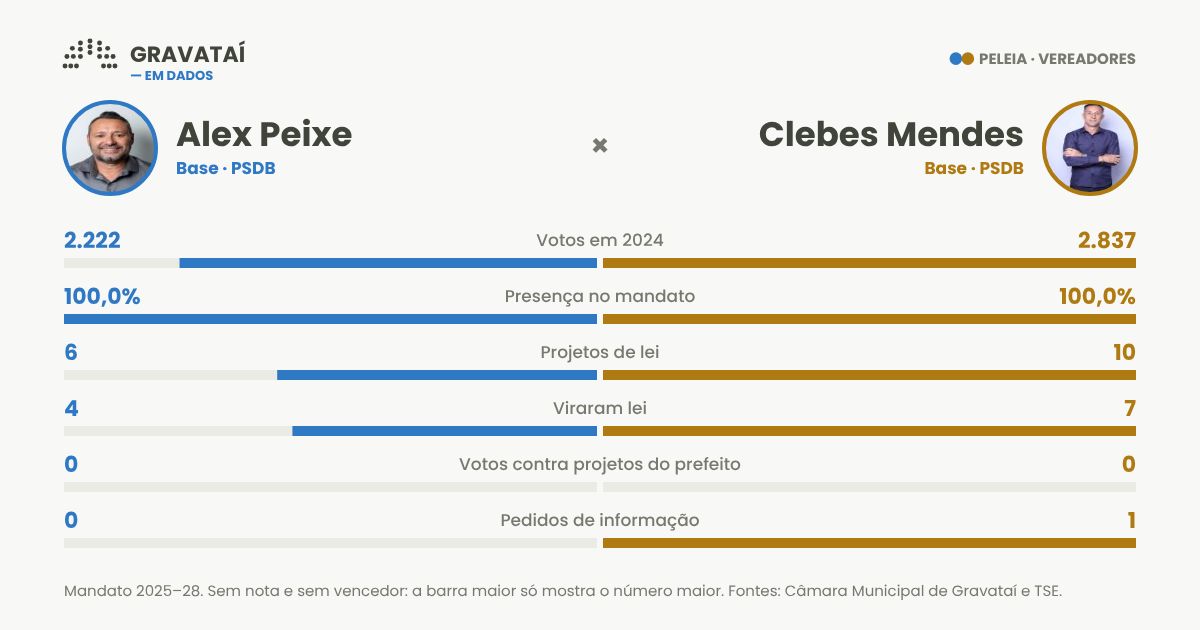 GRAVATAÍ
— EM DADOS
PELEIA · VEREADORES
Alex Peixe
Base · PSDB
×
Clebes Mendes
Base · PSDB
2.222 Votos em 2024 2.837
100,0% Presença no mandato 100,0%
6 Projetos de lei 10
4 Viraram lei 7
0 Votos contra projetos do prefeito 0
0 Pedidos de informação 1
Mandato 2025–28. Sem nota e sem vencedor: a barra maior só mostra o número maior. Fontes: Câmara Municipal de Gravataí e TSE.